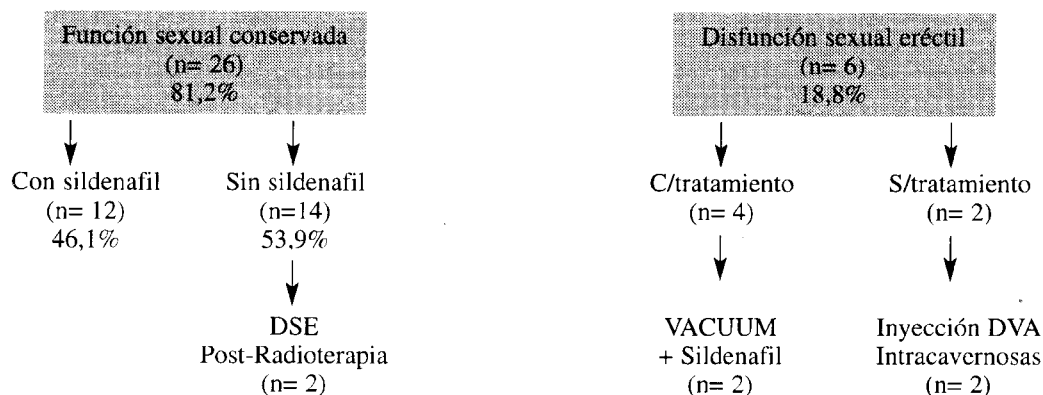 Función sexual conservada
(n= 26)
81,2%
Con sildenafil
(n= 12)
46,1%
Sin sildenafil
(n=14)
53,9%
DSE
Post-Radioterapia
(n= 2)
Disfunción sexual eréctil
(n= 6)
18,8%
C/tratamiento
(n= 4)
S/tratamiento
(n= 2)
VACUUM
+ Sildenafil
(n= 2)
Inyección DVA
Intracavernosas
(n= 2)